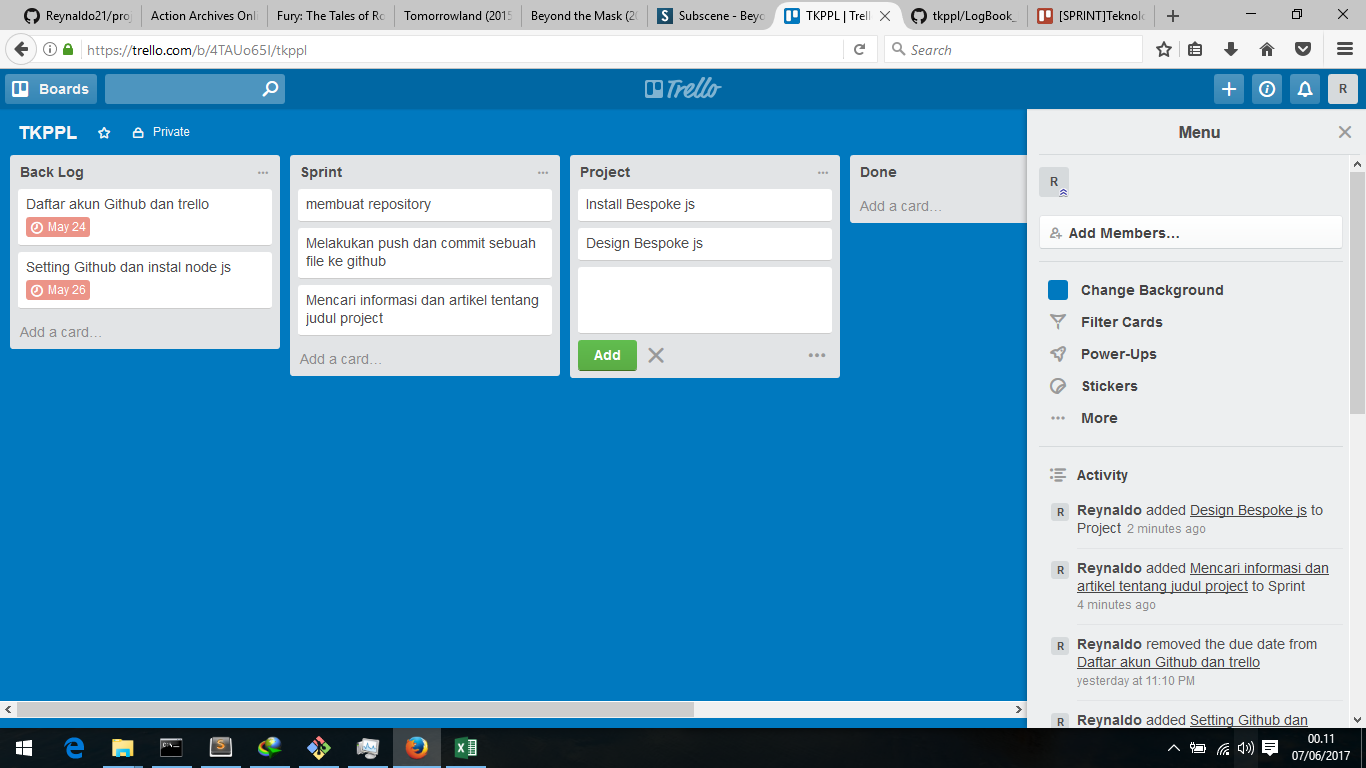 Reynaldo21/proj
Action Archives Onli
Fury: The Tales of Ro
Tomorrowland (2015
Beyond the Mask (20
Subscene - Beyo
TKPPL | Trell
tkppl/LogBook_
[SPRINT]Teknolo
https://trello.com/b/4TAUo65I/tkppl
Search
Boards
Trello
R
TKPPL
Private
Back Log
Daftar akun Github dan trello
May 24
Setting Github dan instal node js
May 26
Add a card...
Sprint
membuat repository
Melakukan push dan commit sebuah
file ke github
Mencari informasi dan artikel tentang
judul project
Add a card...
Project
Install Bespoke js
Design Bespoke js
Add
Done
Add a card...
Menu
R
Add Members...
Change Background
Filter Cards
Power-Ups
Stickers
More
Activity
R
Reynaldo added Design Bespoke js to
Project 2 minutes ago
R
Reynaldo added Mencari informasi dan
artikel tentang judul project to Sprint
4 minutes ago
R
Reynaldo removed the due date from
Daftar akun Github dan trello
yesterday at 11:10 PM
R
Reynaldo added Setting Github dan
00.11
07/06/2017